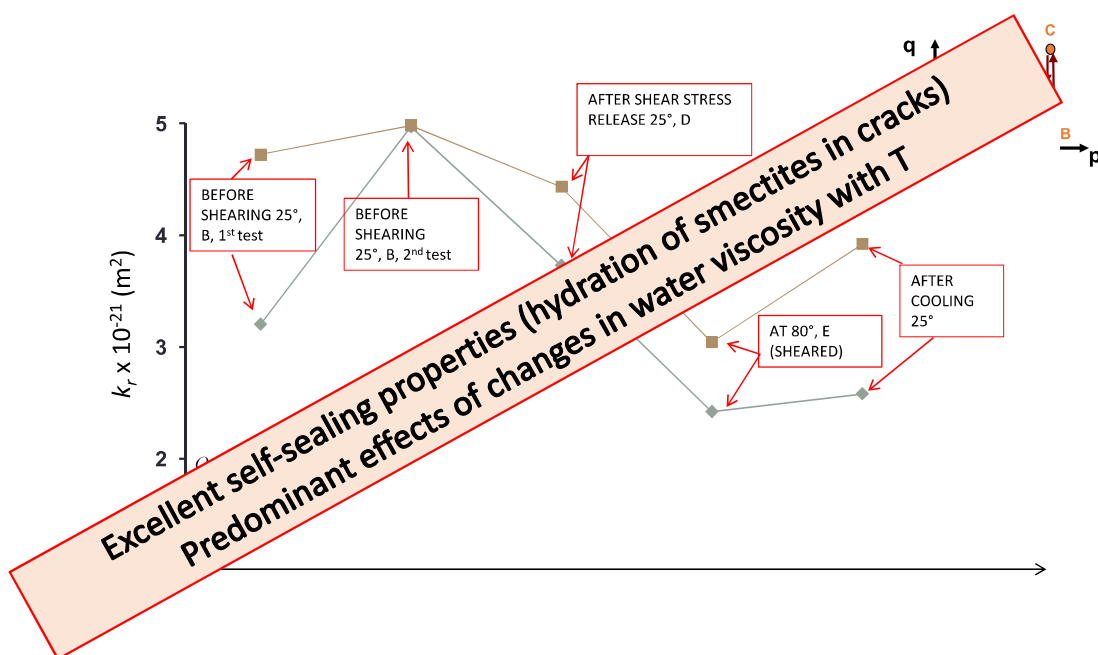 C
q
B
p
AFTER SHEAR STRESS
RELEASE 25°, D
5
BEFORE
SHEARING 25°,
B, 1st test
BEFORE
SHEARING
25°, B, 2nd test
4
kr x 10-21 (m2)
AFTER
COOLING
25°
3
AT 80°, E
(SHEARED)
2
Excellent self-sealing properties (hydration of smectites in cracks)
Predominant effects of changes in water viscosity with T